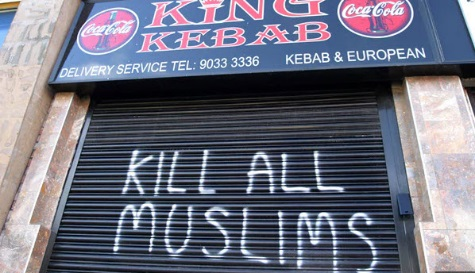 KING
Coca-Cola
Coca-Cola
KEBAB
DELIVERY SERVICE TEL: 9033 3336
KEBAB & EUROPEAN
KILL ALL
MUSLIMS